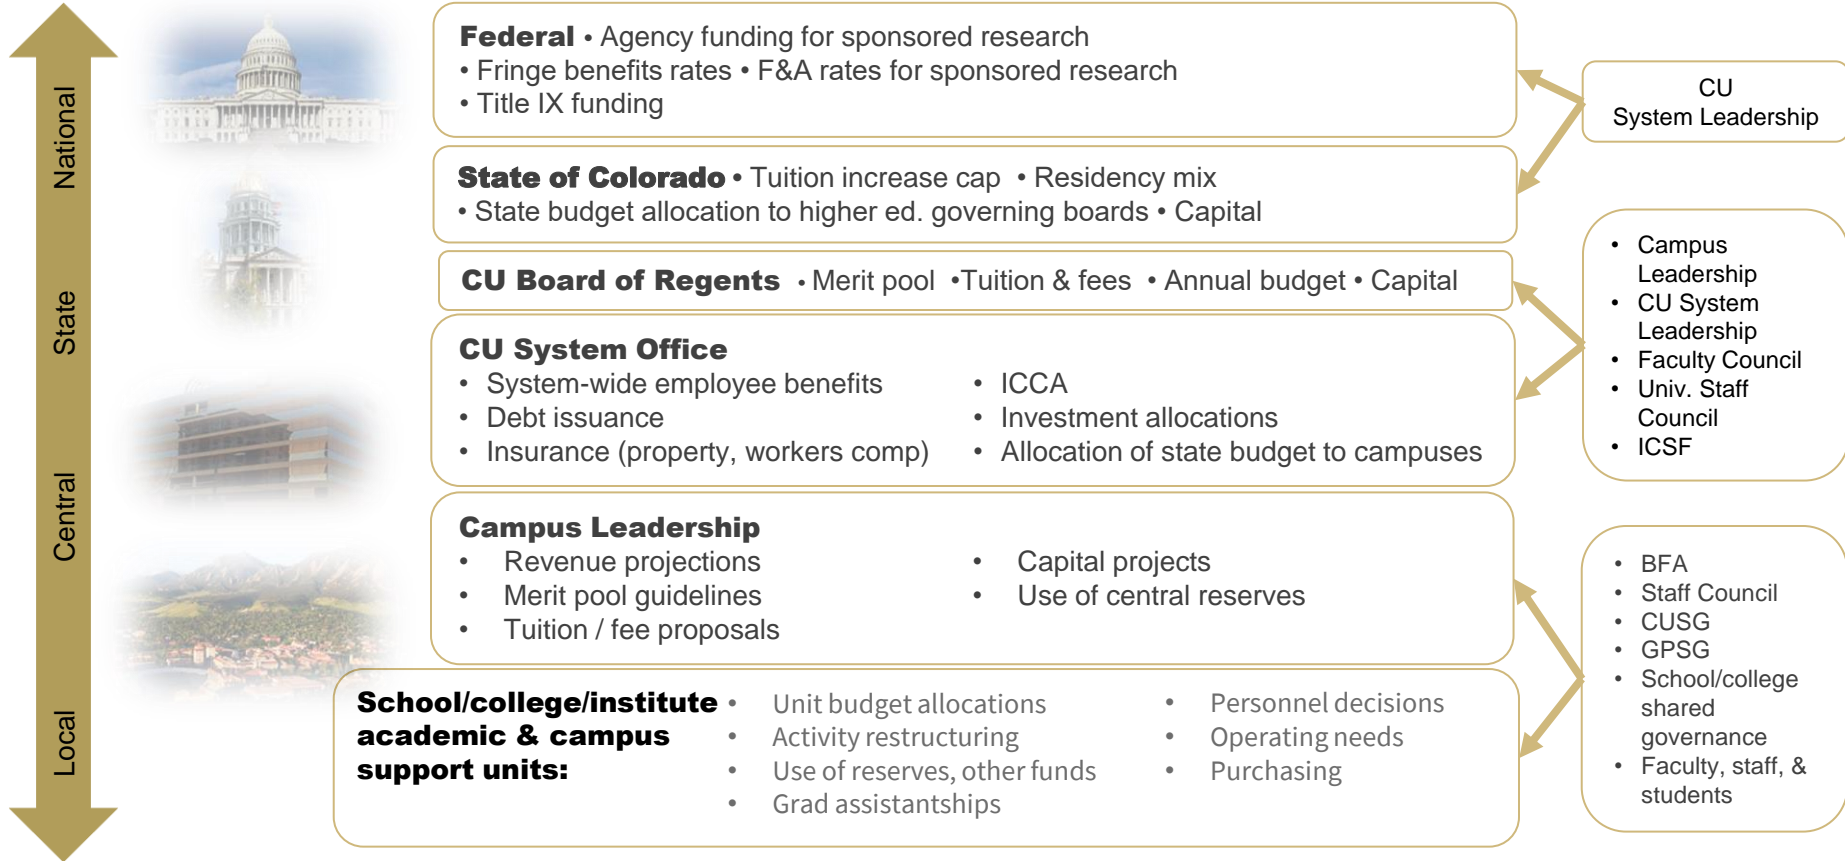 National
State
Central
Local
Federal • Agency funding for sponsored research
• Fringe benefits rates • F&A rates for sponsored research
• Title IX funding
State of Colorado • Tuition increase cap • Residency mix
• State budget allocation to higher ed. governing boards • Capital
CU Board of Regents • Merit pool •Tuition & fees • Annual budget • Capital
CU System Office
• System-wide employee benefits
• Debt issuance
• Insurance (property, workers comp)
• ICCA
• Investment allocations
• Allocation of state budget to campuses
Campus Leadership
• Revenue projections
• Merit pool guidelines
• Tuition / fee proposals
• Capital projects
• Use of central reserves
School/college/institute
academic & campus
support units:
• Unit budget allocations
• Activity restructuring
• Use of reserves, other funds
• Grad assistantships
• Personnel decisions
• Operating needs
• Purchasing
CU
System Leadership
• Campus
Leadership
• CU System
Leadership
• Faculty Council
• Univ. Staff
Council
• ICSF
• BFA
• Staff Council
• CUSG
• GPSG
• School/college
shared
governance
• Faculty, staff, &
students